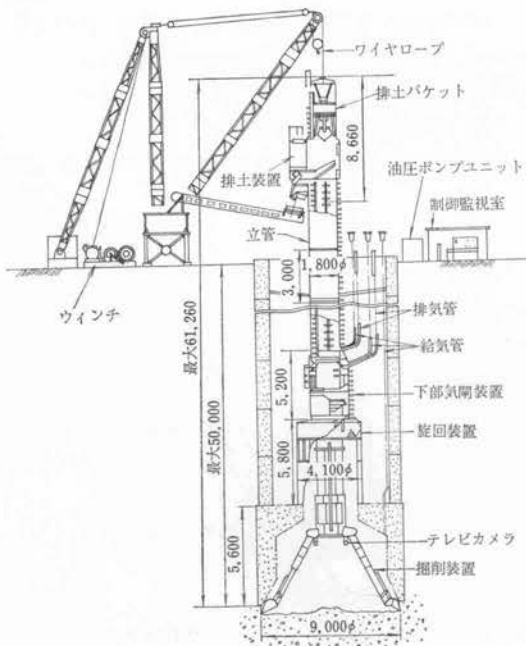 ワイヤロープ
排土バケット
8,660
油圧ポンプユニット
排土装置
制御監視室
立管
1,800φ
3,000
ウィンチ
排気管
給気管
最大61,260
最大50,000
5,200
下部気閘装置
旋回装置
5,800
4,100φ
テレビカメラ
5,600
掘削装置
9,000φ